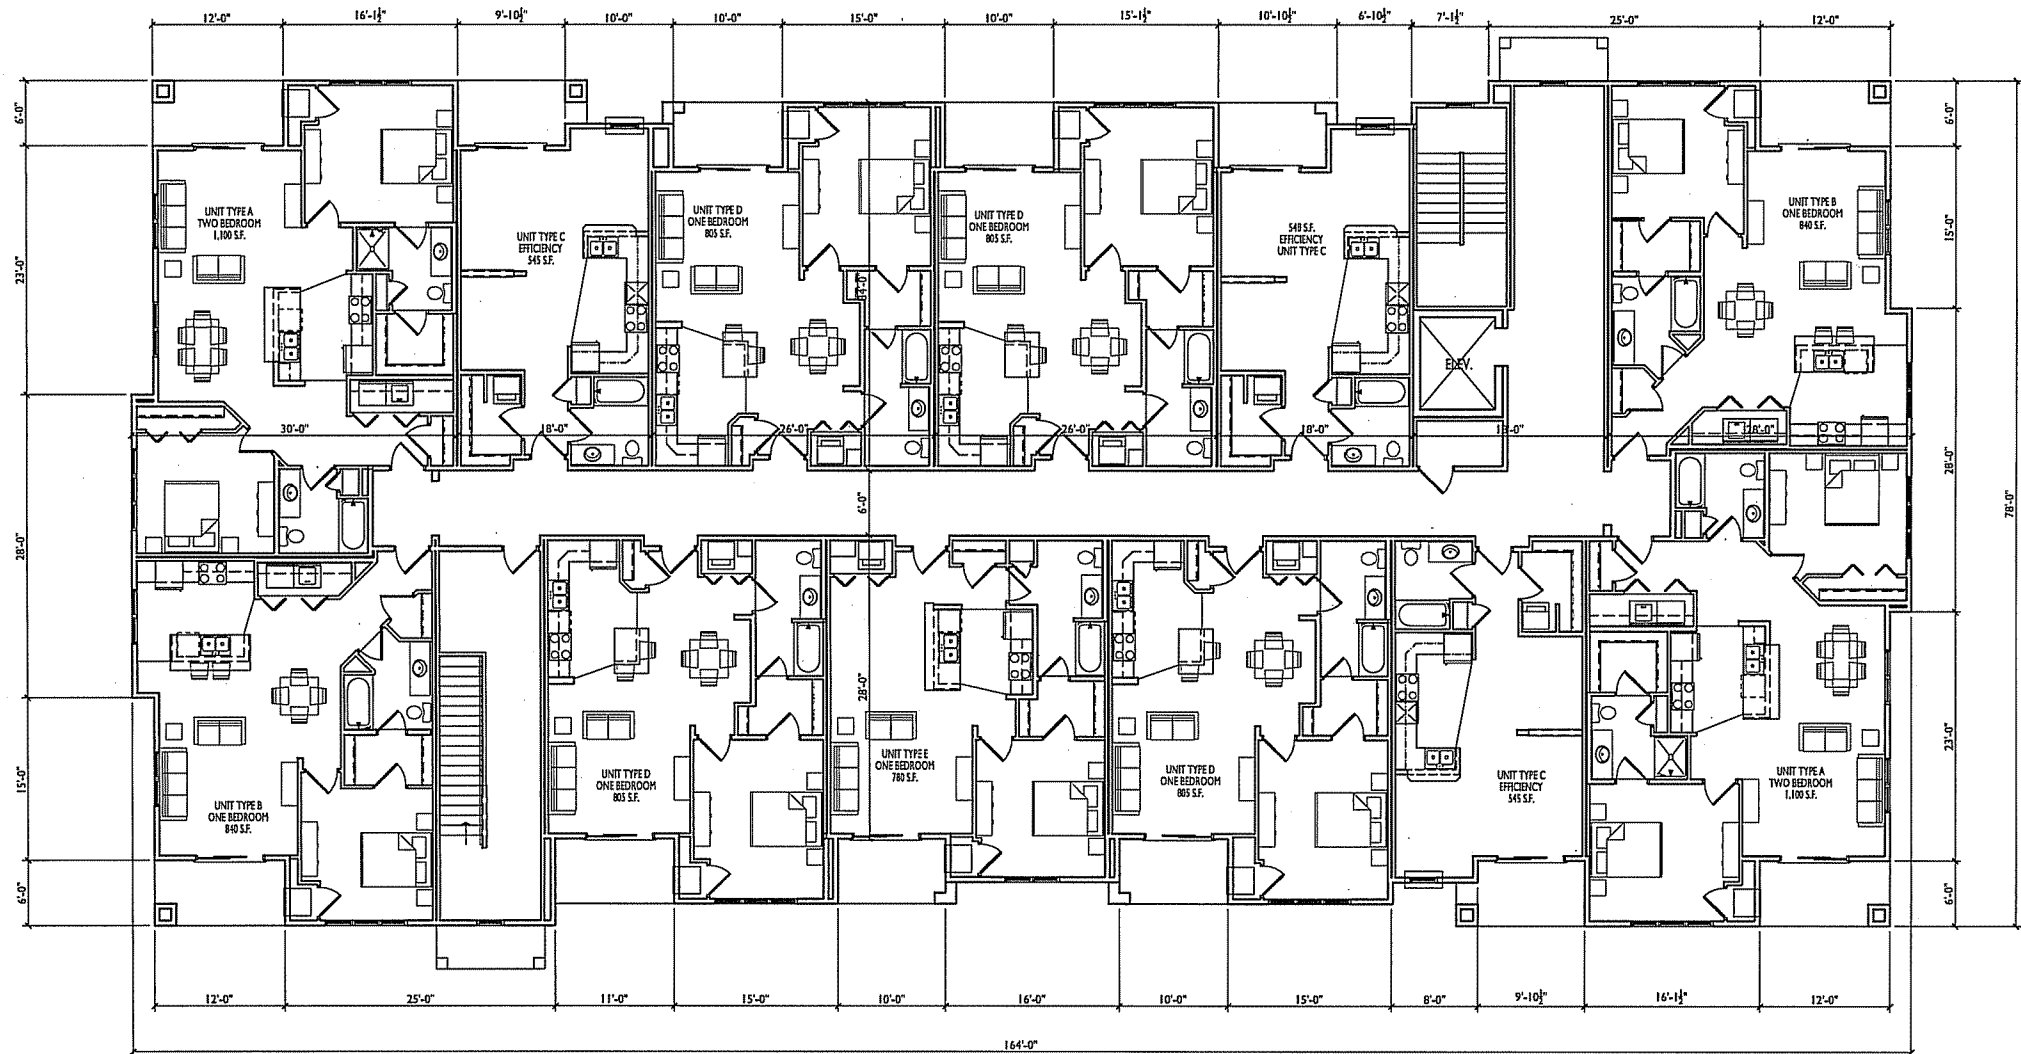 12'-0" 16'-1½" 9'-10½" 10'-0" 10'-0" 15'-0" 10'-0" 15'-1½" 10'-10½" 6'-10½" 7'-1½" 25'-0" 12'-0"
6'-0"
6'-0"
UNIT TYPE A
TWO BEDROOM
1,100 S.F.
UNIT TYPE C
EFFICIENCY
545 S.F.
UNIT TYPE D
ONE BEDROOM
805 S.F.
UNIT TYPE D
ONE BEDROOM
805 S.F.
548 S.F.
EFFICIENCY
UNIT TYPE C
UNIT TYPE B
ONE BEDROOM
840 S.F.
23'-0"
15'-0"
ELEV.
30'-0" 18'-0" 26'-0" 26'-0" 18'-0" 28'-0"
28'-0"
6'-0"
28'-0"
78'-0"
28'-0"
UNIT TYPE B
ONE BEDROOM
840 S.F.
UNIT TYPE D
ONE BEDROOM
805 S.F.
UNIT TYPE E
ONE BEDROOM
780 S.F.
UNIT TYPE D
ONE BEDROOM
805 S.F.
UNIT TYPE C
EFFICIENCY
545 S.F.
UNIT TYPE A
TWO BEDROOM
1,100 S.F.
15'-0"
23'-0"
6'-0"
6'-0"
12'-0" 25'-0" 11'-0" 15'-0" 10'-0" 16'-0" 10'-0" 15'-0" 8'-0" 9'-10½" 16'-1½" 12'-0"
164'-0"